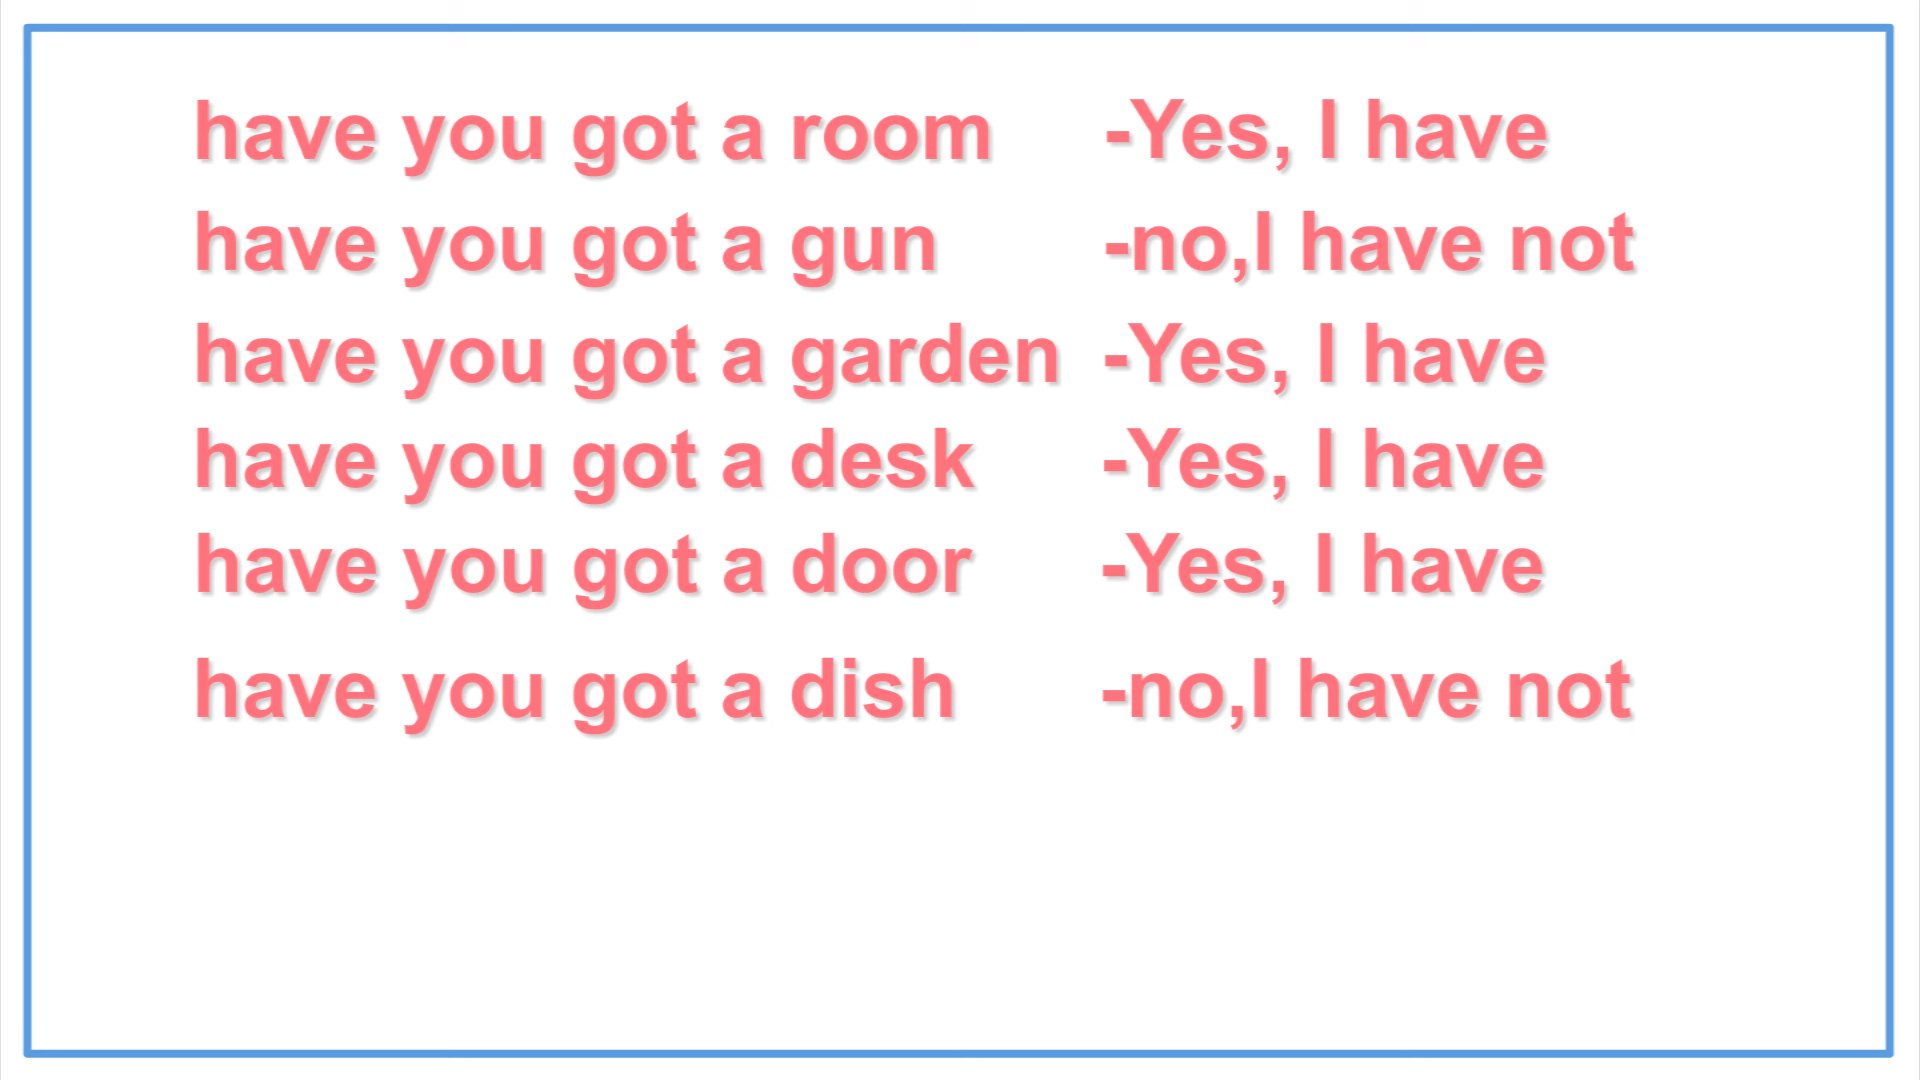 have you got a room -Yes, I have
have you got a gun -no,I have not
have you got a garden -Yes, I have
have you got a desk -Yes, I have
have you got a door -Yes, I have
have you got a dish -no,I have not